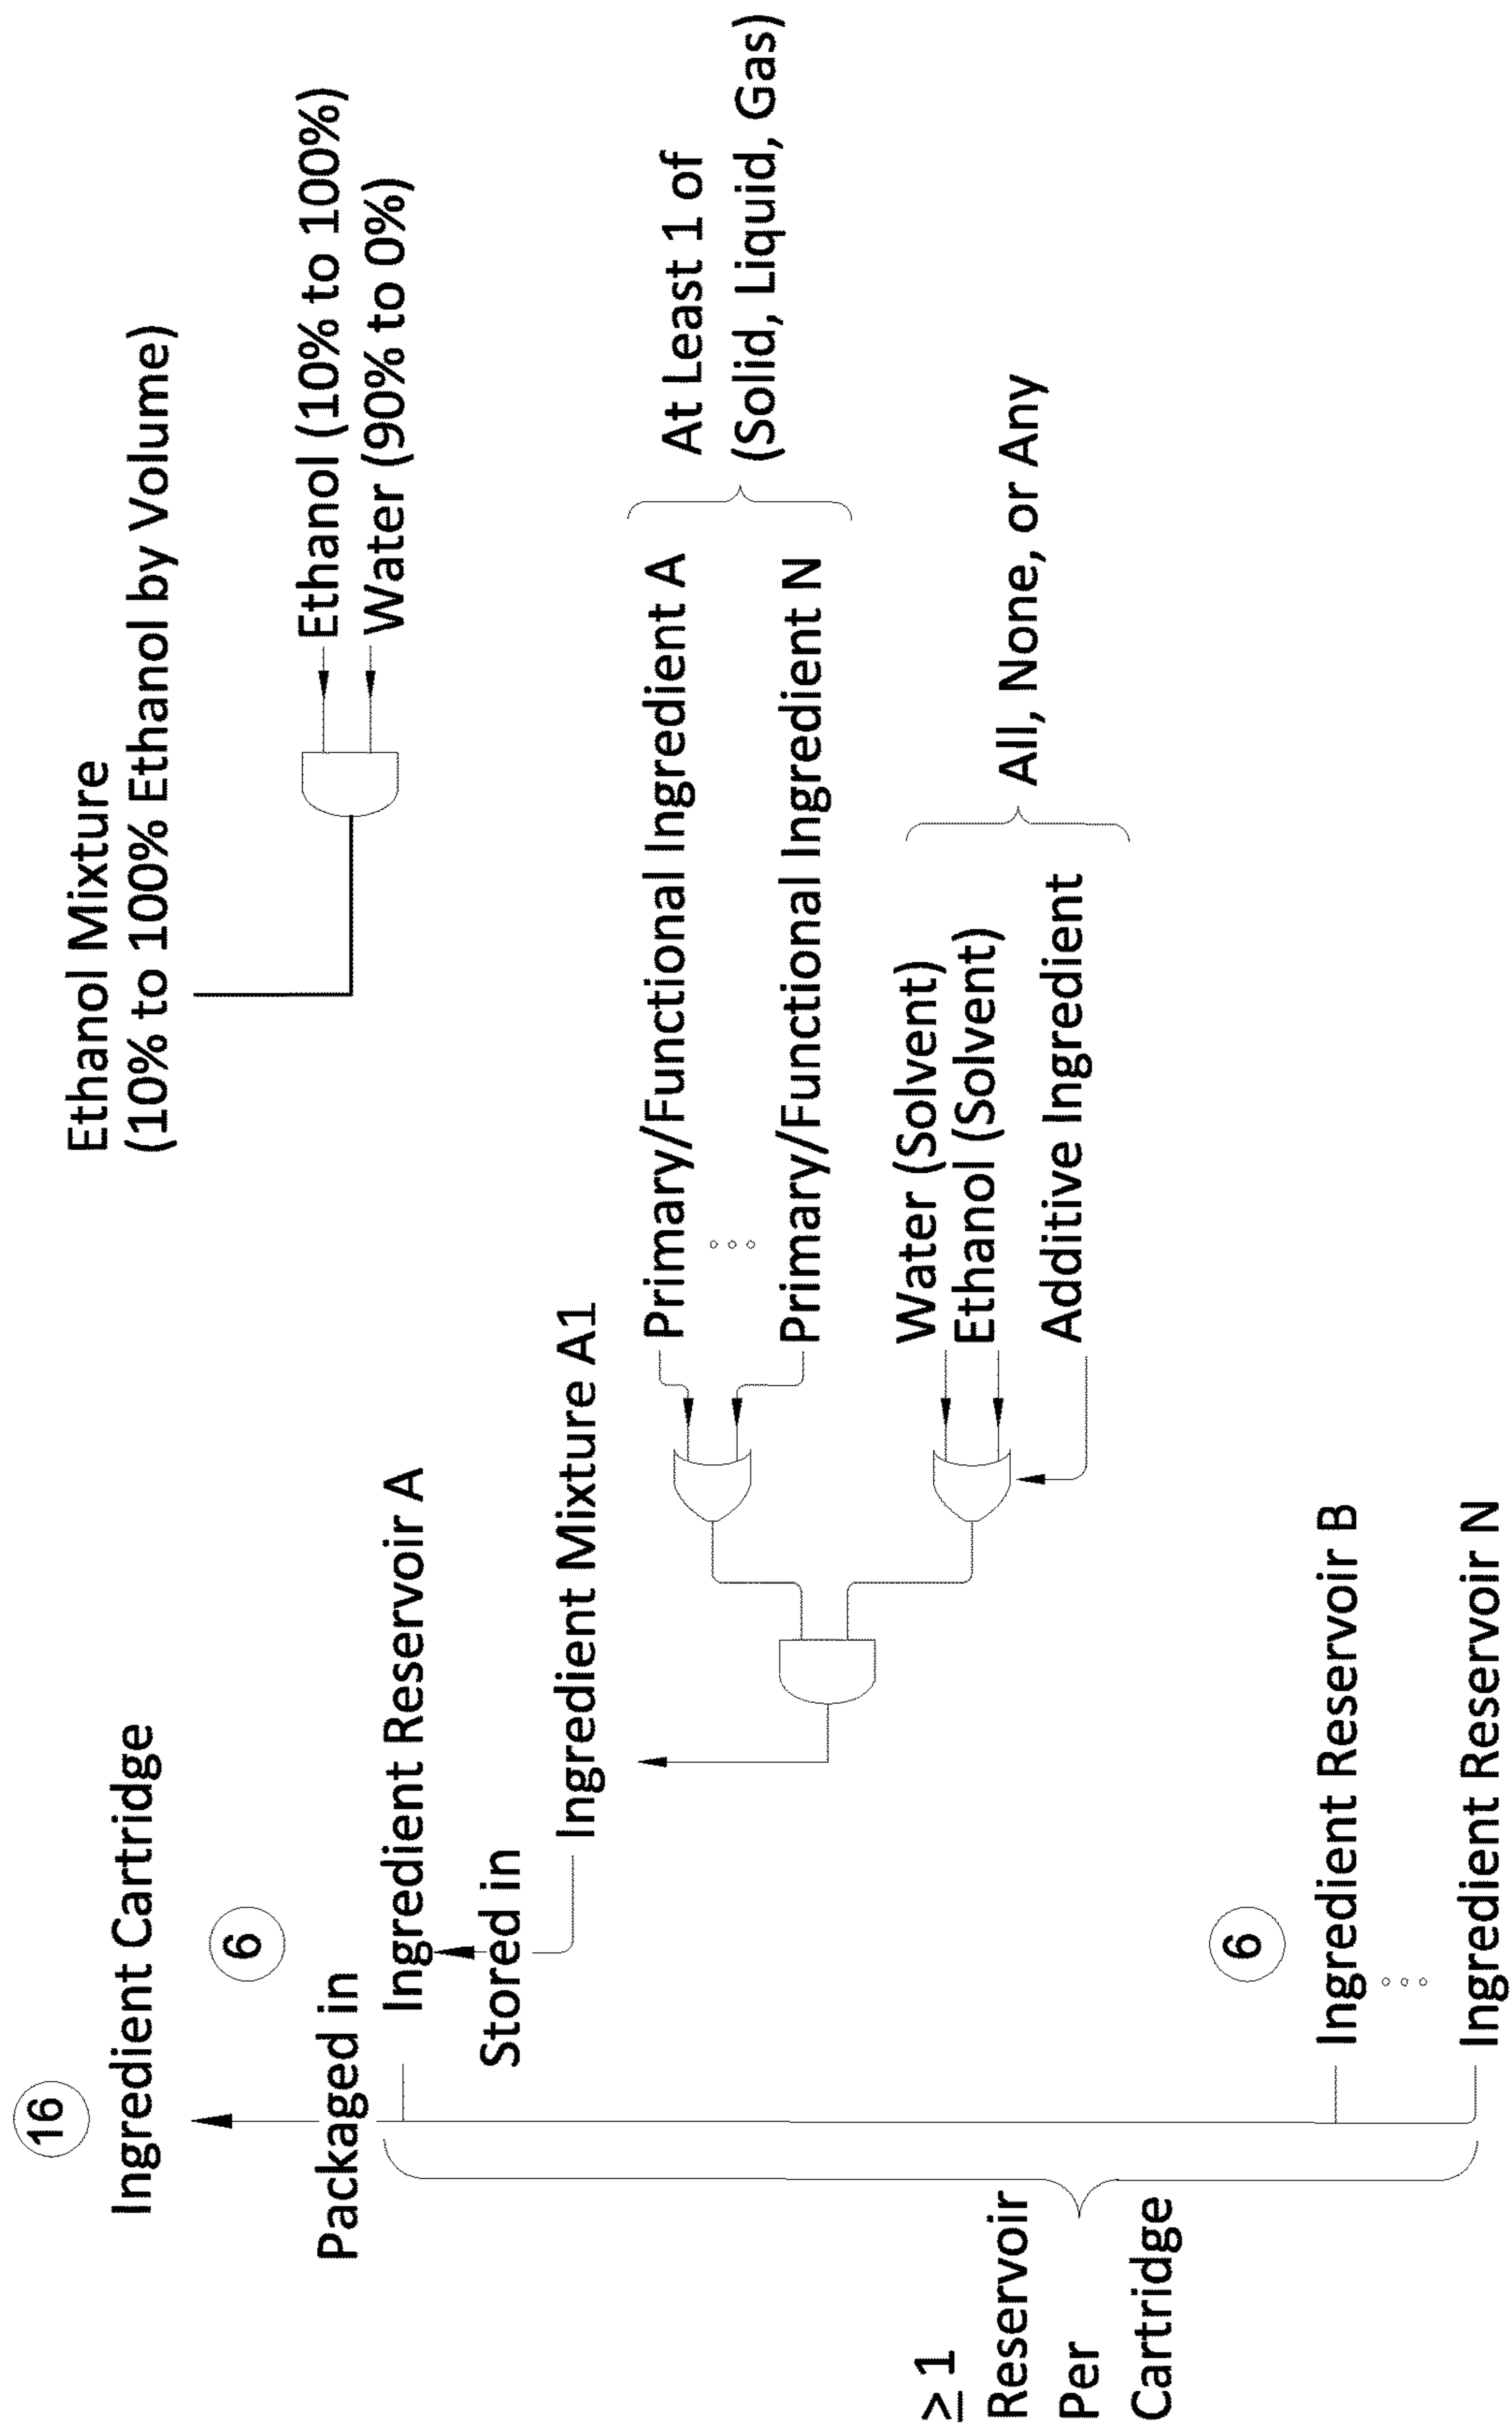 16
Ingredient Cartridge
Packaged in
6
Ingredient Reservoir A
Stored in
Ingredient Mixture A1
Primary/Functional Ingredient A
Primary/Functional Ingredient N
At Least 1 of
(Solid, Liquid, Gas)
Water (Solvent)
Ethanol (Solvent)
Additive Ingredient
All, None, or Any
6
Ingredient Reservoir B
Ingredient Reservoir N
≥ 1
Reservoir
Per
Cartridge
Ethanol Mixture
(10% to 100% Ethanol by Volume)
Ethanol (10% to 100%)
Water (90% to 0%)